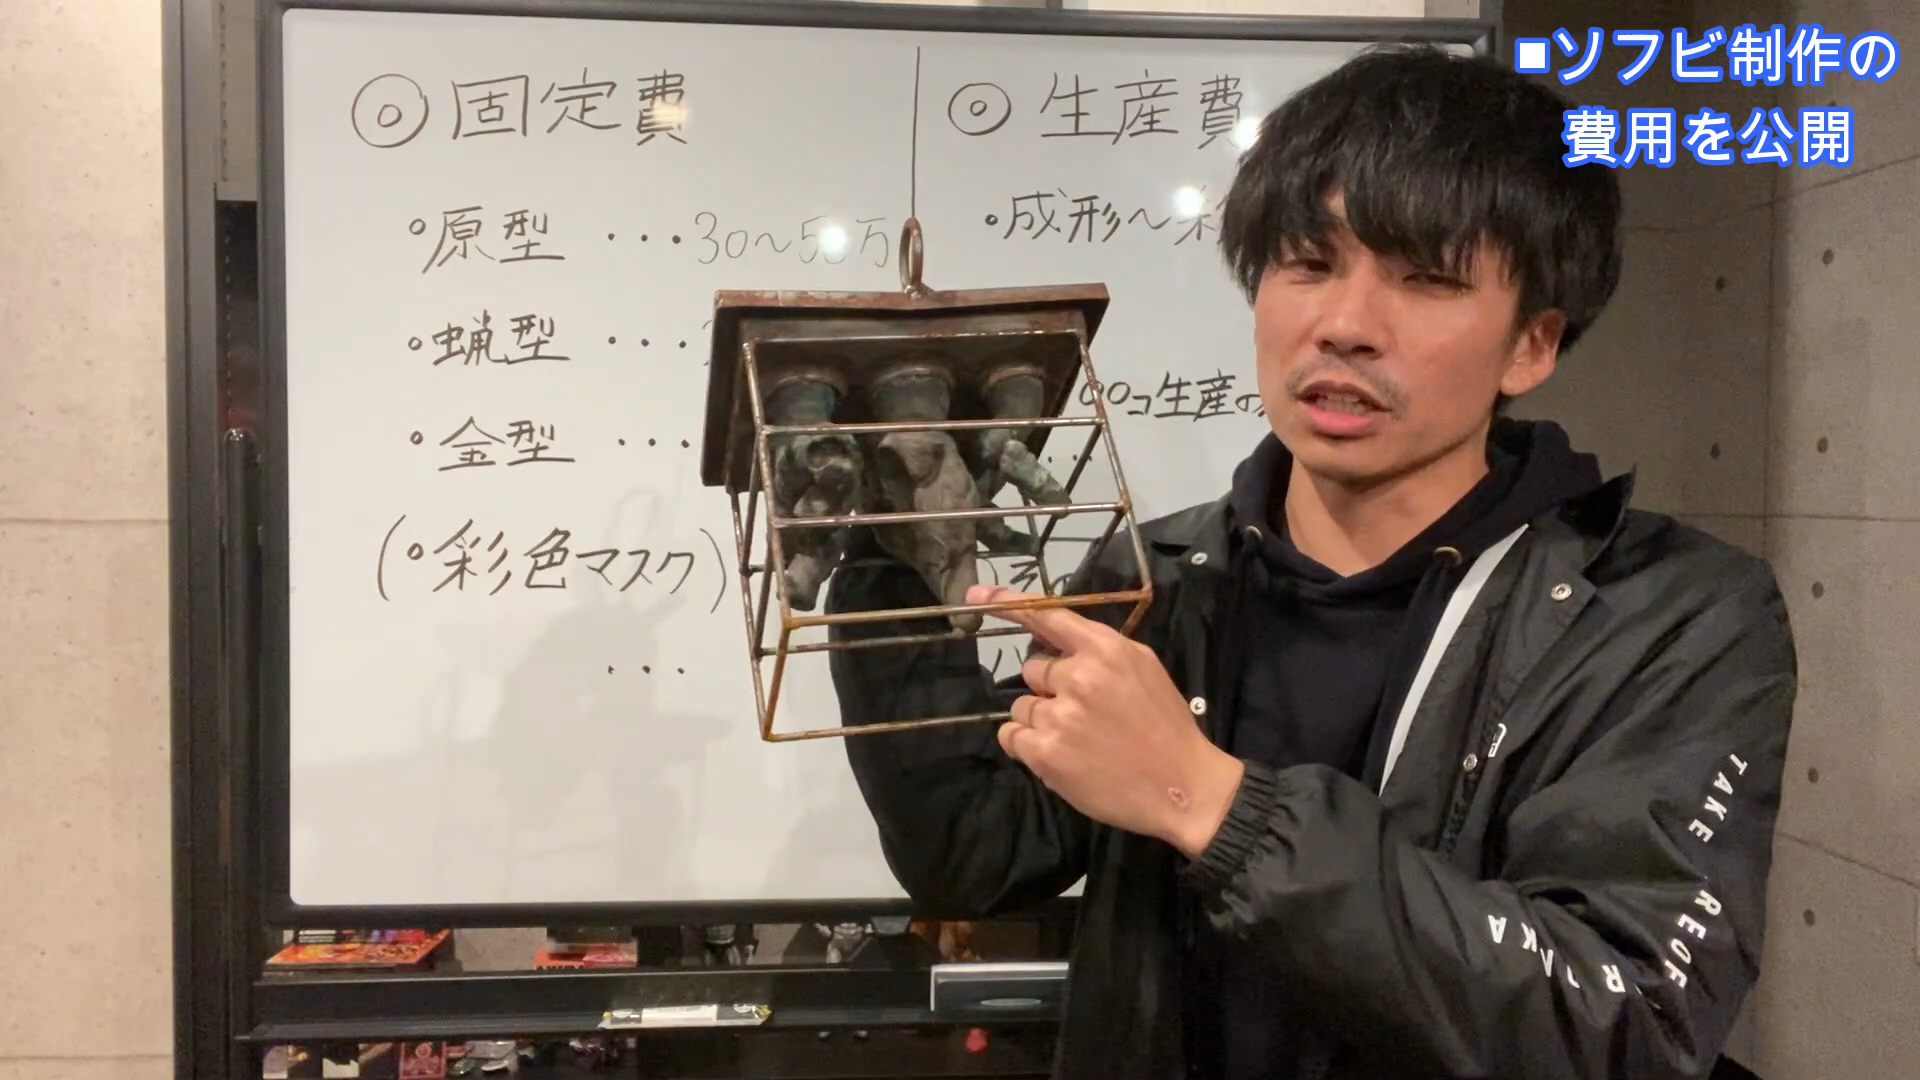 ■ソフビ制作の
費用を公開
◎固定費
◎生産費
・原型 ・・・30〜50万
・成形〜彩
・蝋型 ・・・
・金型 ・・・
コ生産の
・・・
(・彩色マスク)
・・・
TAKE REOF